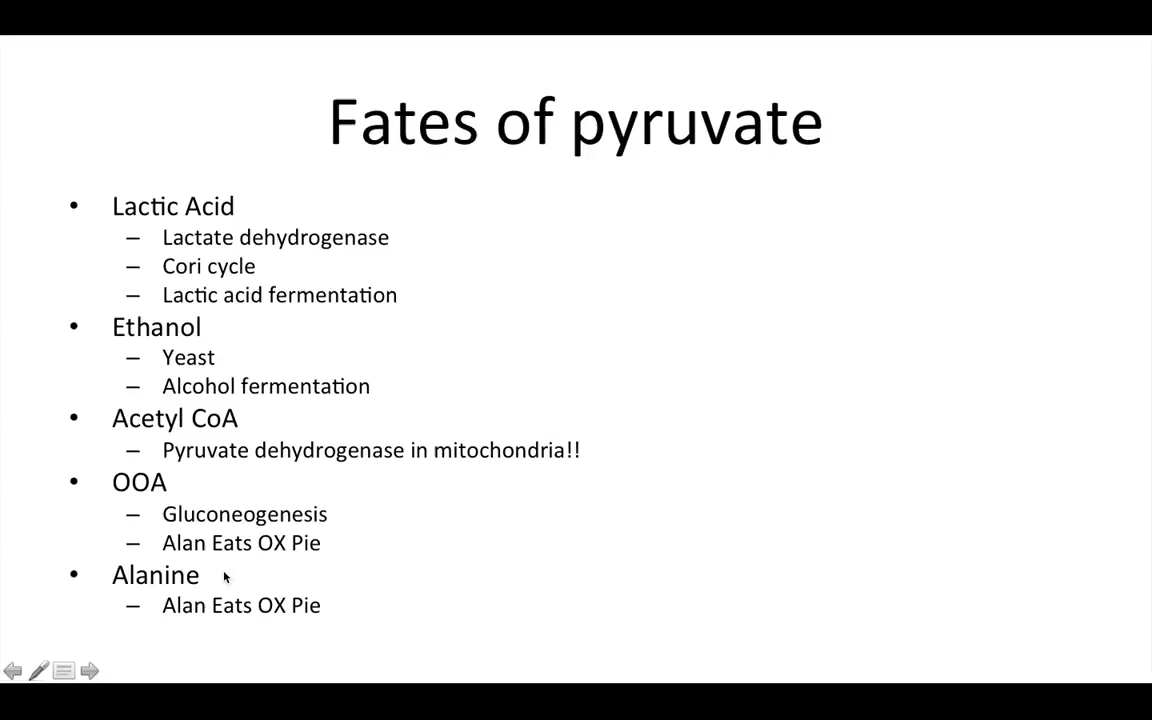 Fates of pyruvate
• Lactic Acid
– Lactate dehydrogenase
– Cori cycle
– Lactic acid fermentation
• Ethanol
– Yeast
– Alcohol fermentation
• Acetyl CoA
– Pyruvate dehydrogenase in mitochondria!!
• OOA
– Gluconeogenesis
– Alan Eats OX Pie
• Alanine
– Alan Eats OX Pie